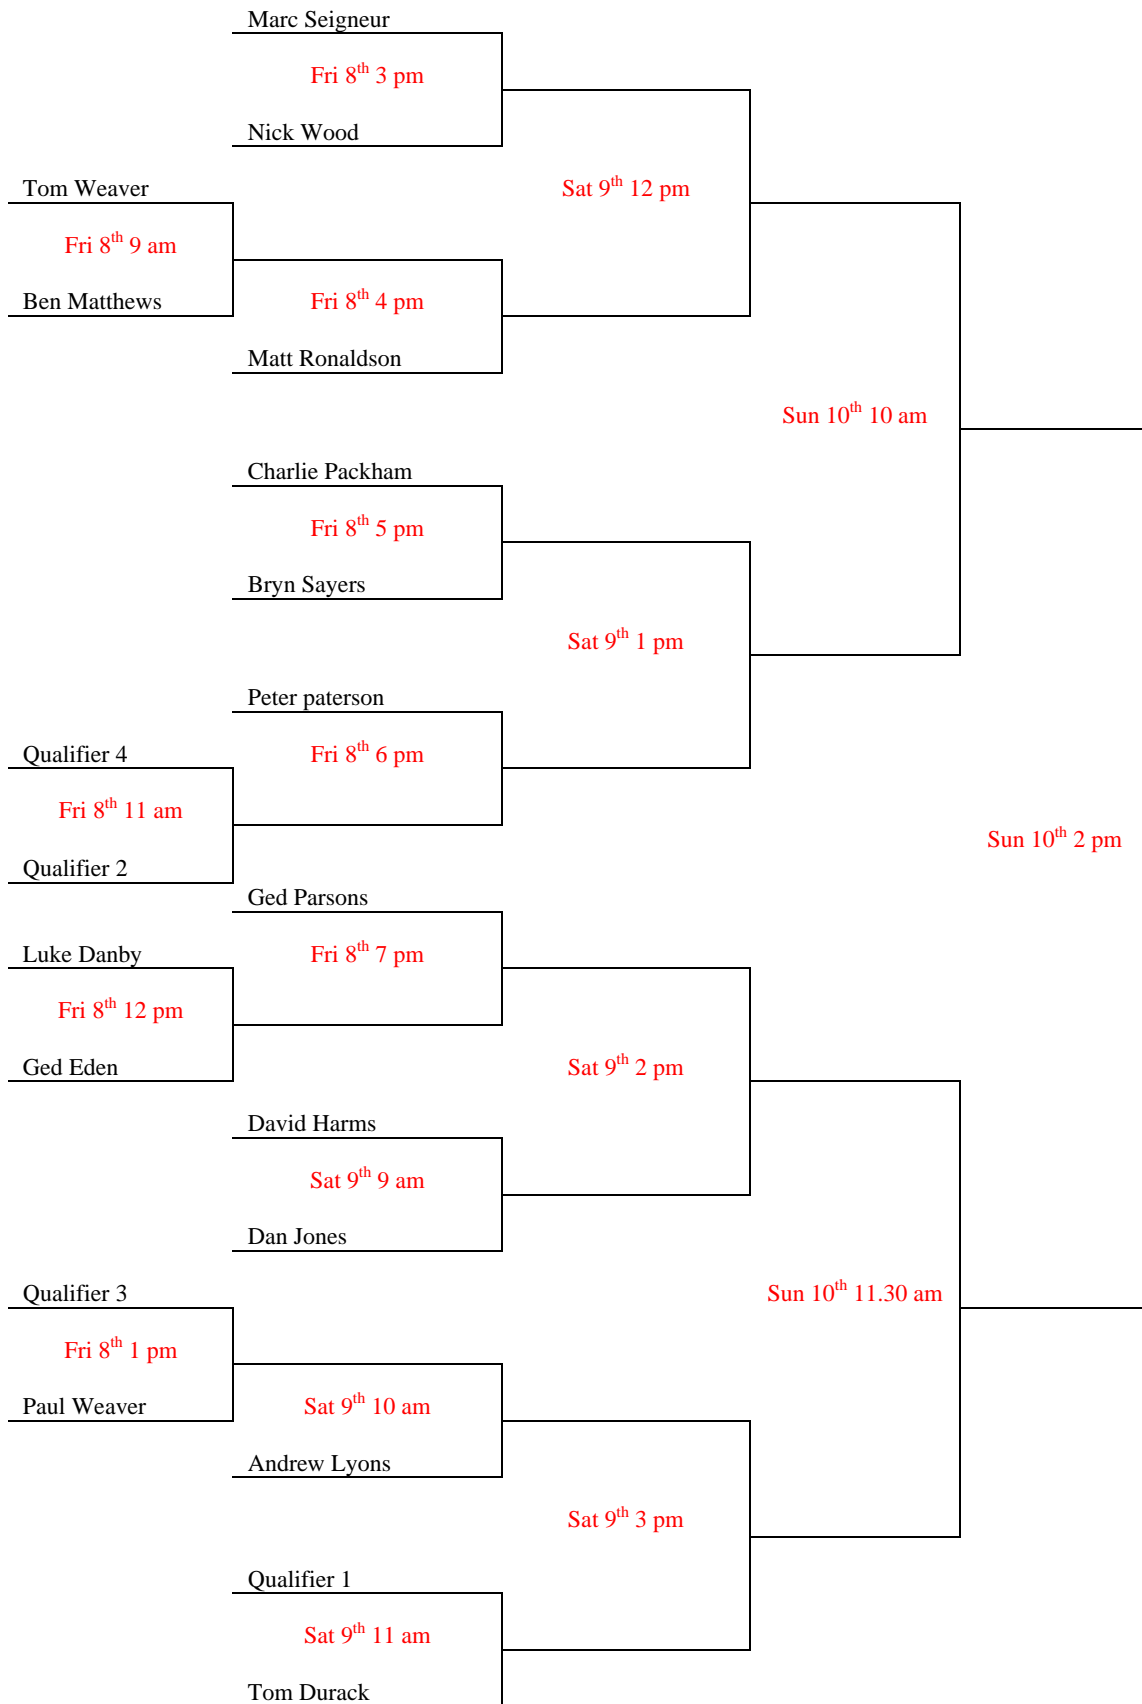 Marc Seigneur
Fri 8th 3 pm
Nick Wood
Tom Weaver
Sat 9th 12 pm
Fri 8th 9 am
Ben Matthews
Fri 8th 4 pm
Matt Ronaldson
Sun 10th 10 am
Charlie Packham
Fri 8th 5 pm
Bryn Sayers
Sat 9th 1 pm
Peter paterson
Qualifier 4
Fri 8th 6 pm
Fri 8th 11 am
Sun 10th 2 pm
Qualifier 2
Ged Parsons
Luke Danby
Fri 8th 7 pm
Fri 8th 12 pm
Ged Eden
Sat 9th 2 pm
David Harms
Sat 9th 9 am
Dan Jones
Qualifier 3
Sun 10th 11.30 am
Fri 8th 1 pm
Paul Weaver
Sat 9th 10 am
Andrew Lyons
Sat 9th 3 pm
Qualifier 1
Sat 9th 11 am
Tom Durack